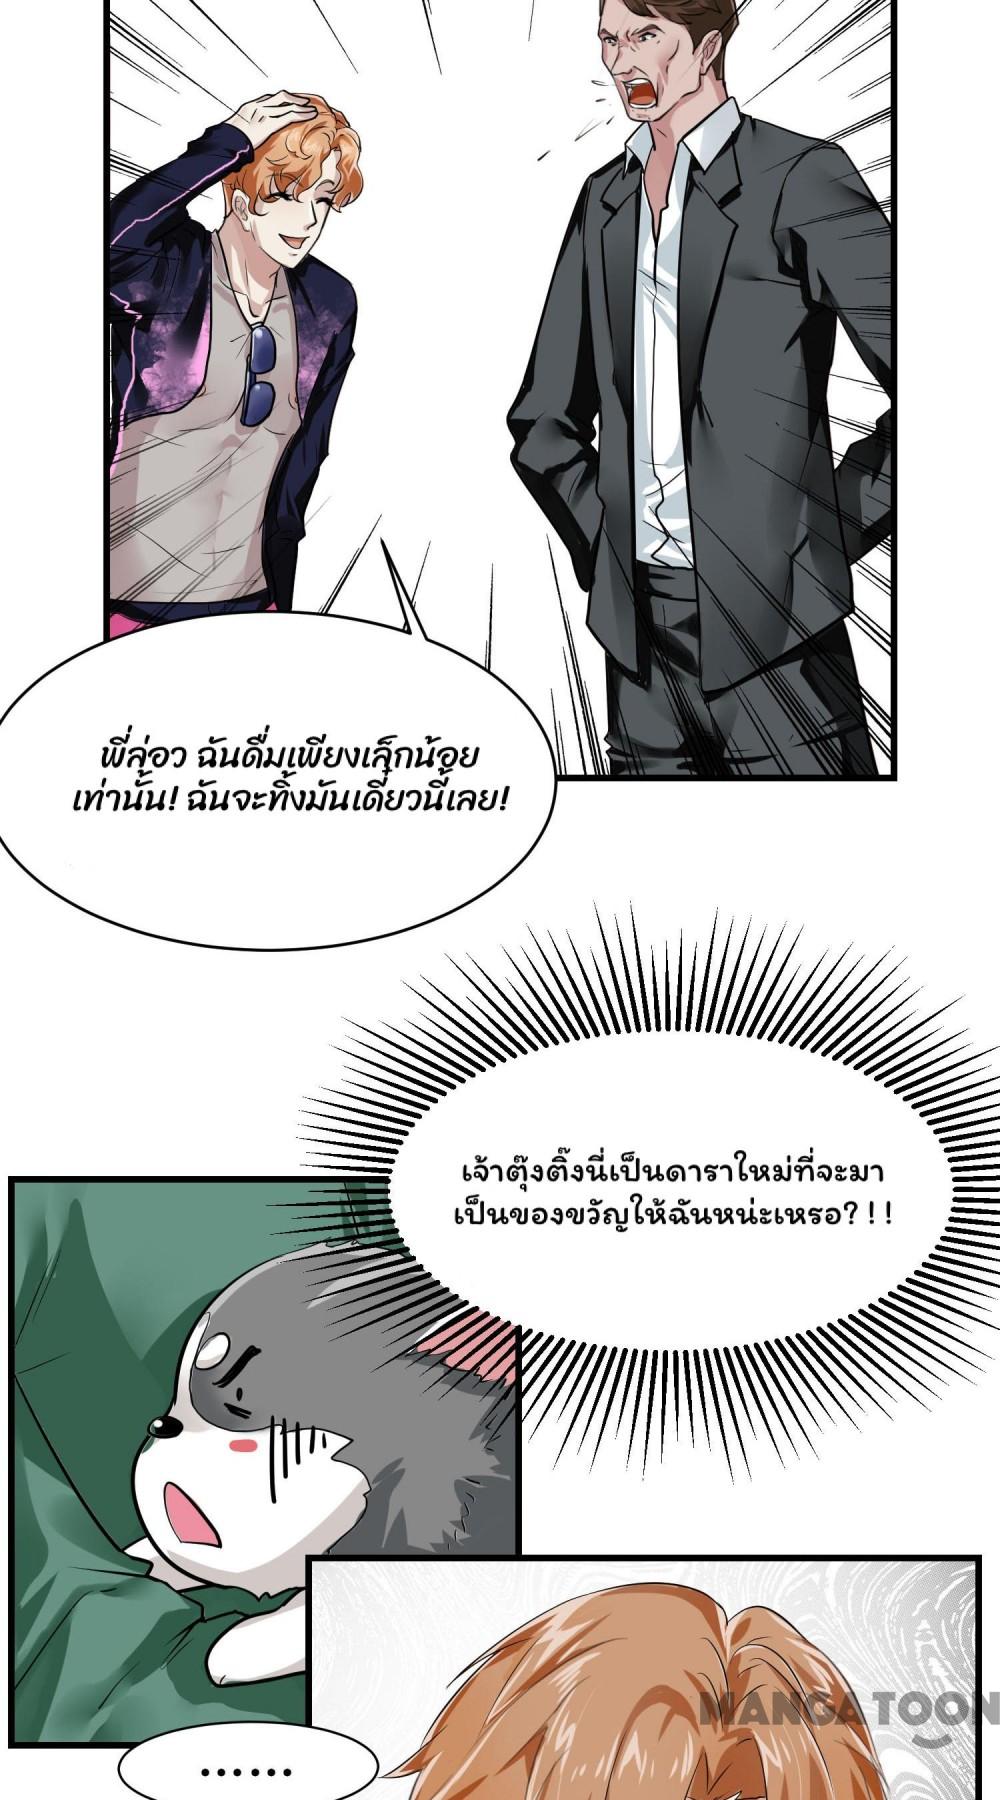 พี่ล่อว ฉันดื่มเพียงเล็กน้อย
เท่านั้น! ฉันจะทิ้งมันเดี๋ยวนี้เลย!
เจ้าตุ๊งติ๊งนี่เป็นดาราใหม่ที่จะมา
เป็นของขวัญให้ฉันหน่ะเหรอ?!!
......
MANGATOON